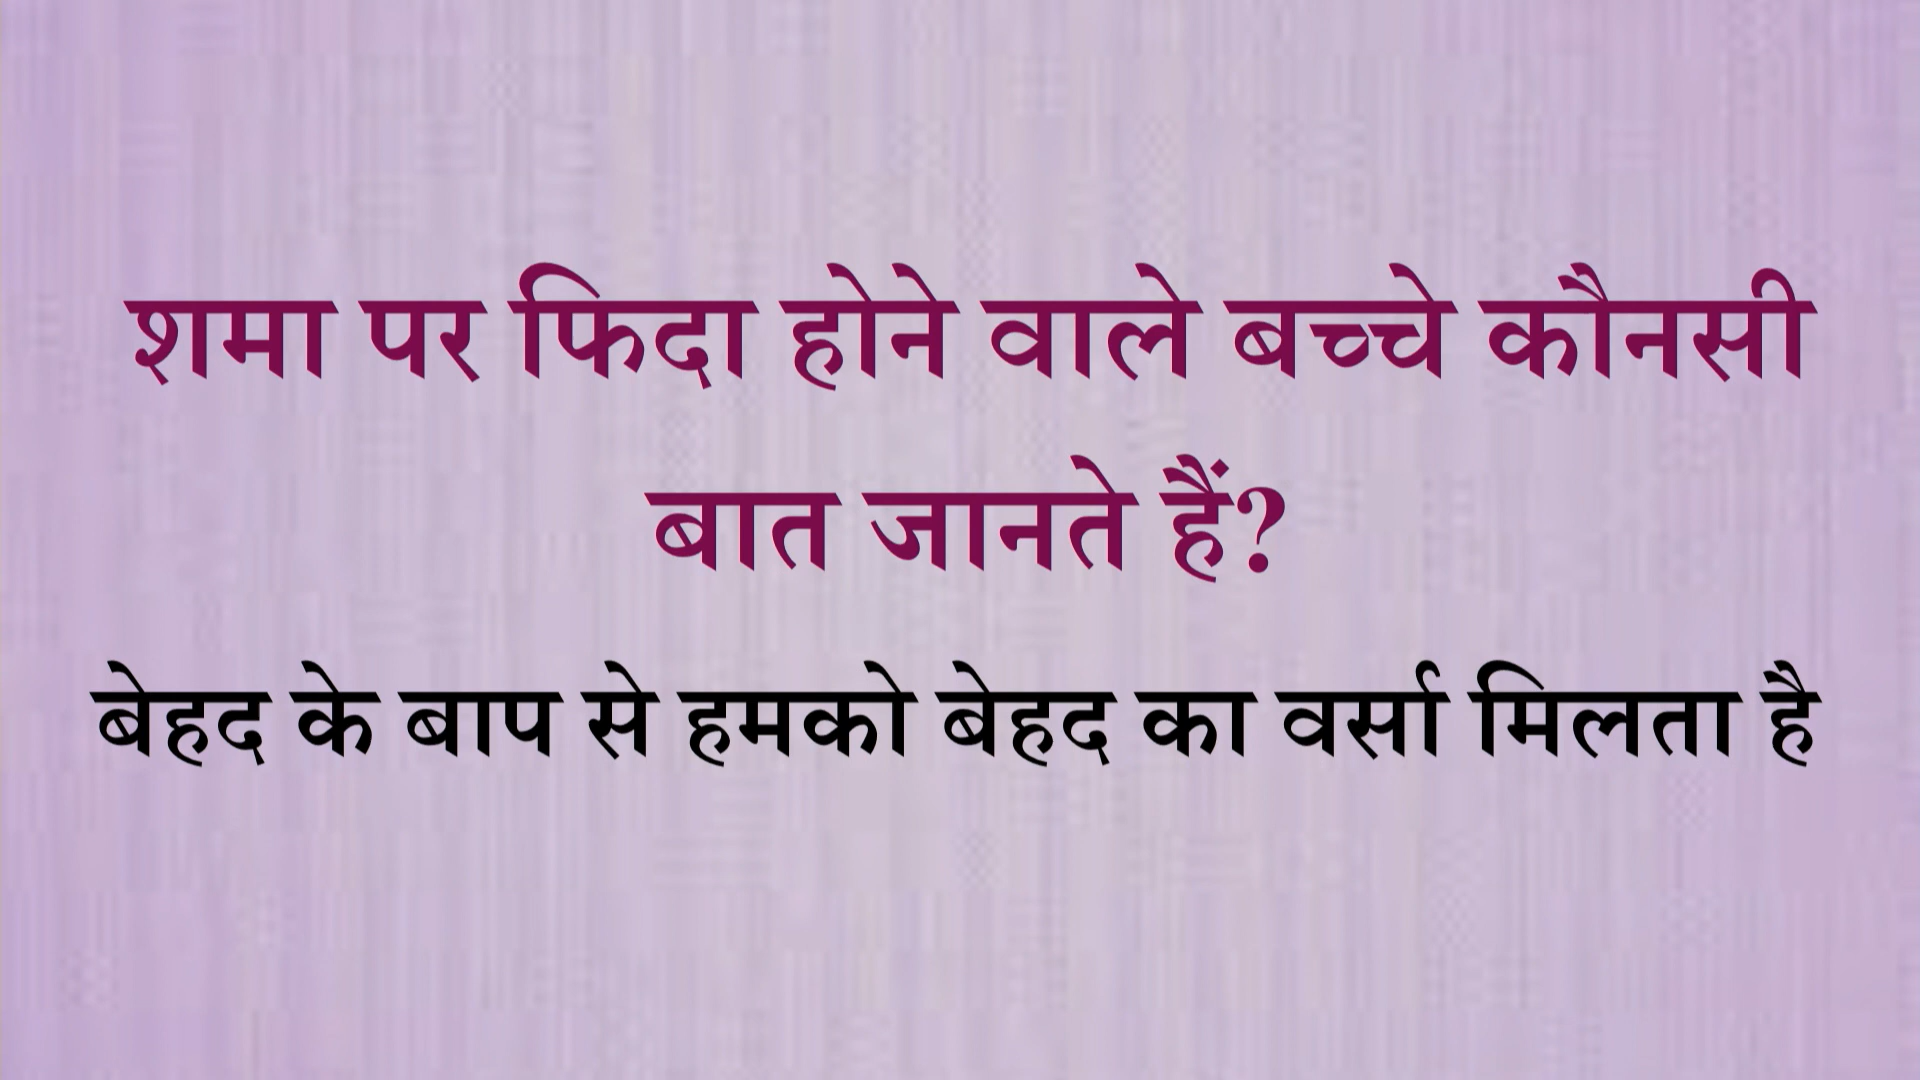 शमा पर फिदा होने वाले बच्चे कौनसी
बात जानते हैं?
बेहद के बाप से हमको बेहद का वर्सा मिलता है